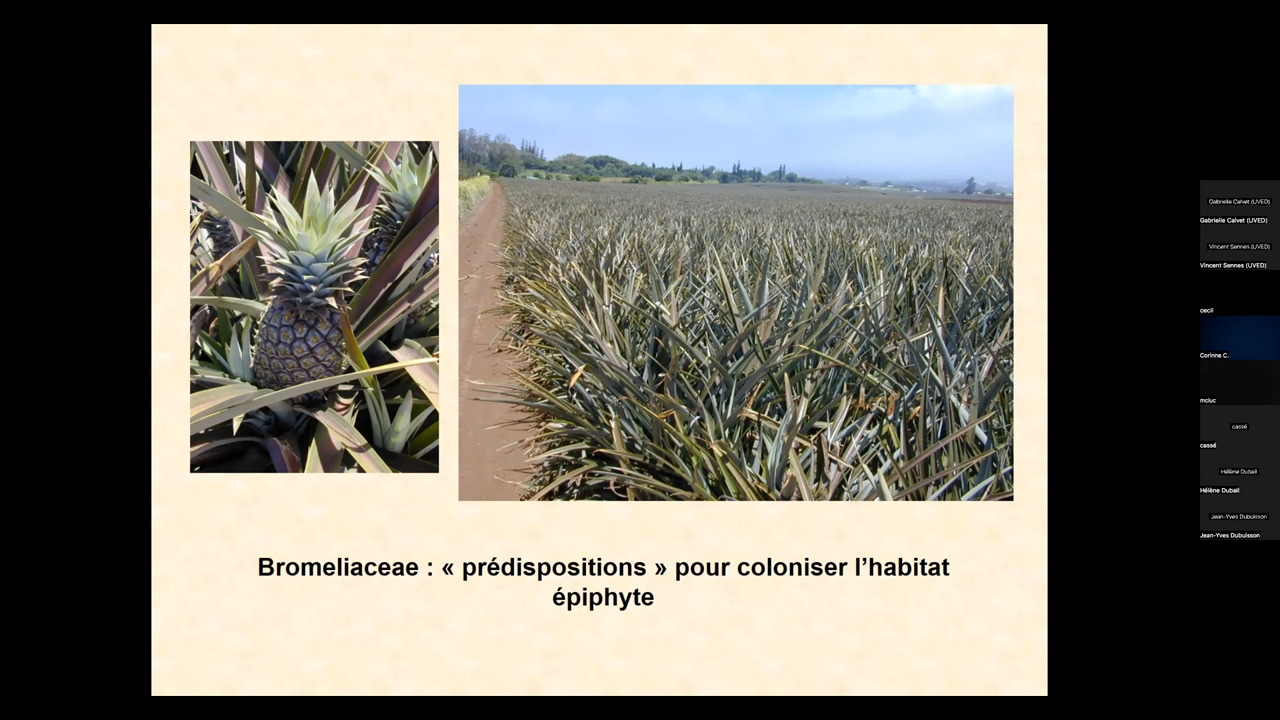 Bromeliaceae : « prédispositions » pour coloniser l’habitat
épiphyte
Gabrielle Calvet (UVED)
Gabrielle Calvet (UVED)
Vincent Sennes (UVED)
Vincent Sennes (UVED)
cecil
Corinne C.
mcluc
cassé
cassé
Hélène Dubail
Hélène Dubail
Jean-Yves Dubuisson
Jean-Yves Dubuisson